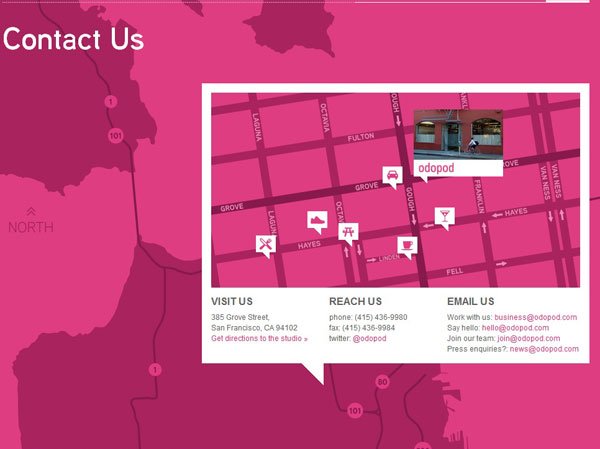 Contact Us
1
101
NORTH
LAGUNA
OCTAVIA
GOUGH
FULTON
odopod
GROVE
GROVE
GOUGH
FRANKLIN
VAN NESS
VAN NESS
LAGUNA
HAYES
HAYES
LINDEN
FELL
VISIT US
385 Grove Street,
San Francisco, CA 94102
Get directions to the studio »
REACH US
phone: (415) 436-9980
fax: (415) 436-9984
twitter: @odopod
EMAIL US
Work with us: business@odopod.com
Say hello: hello@odopod.com
Join our team: join@odopod.com
Press enquiries?: news@odopod.com
1
80
101